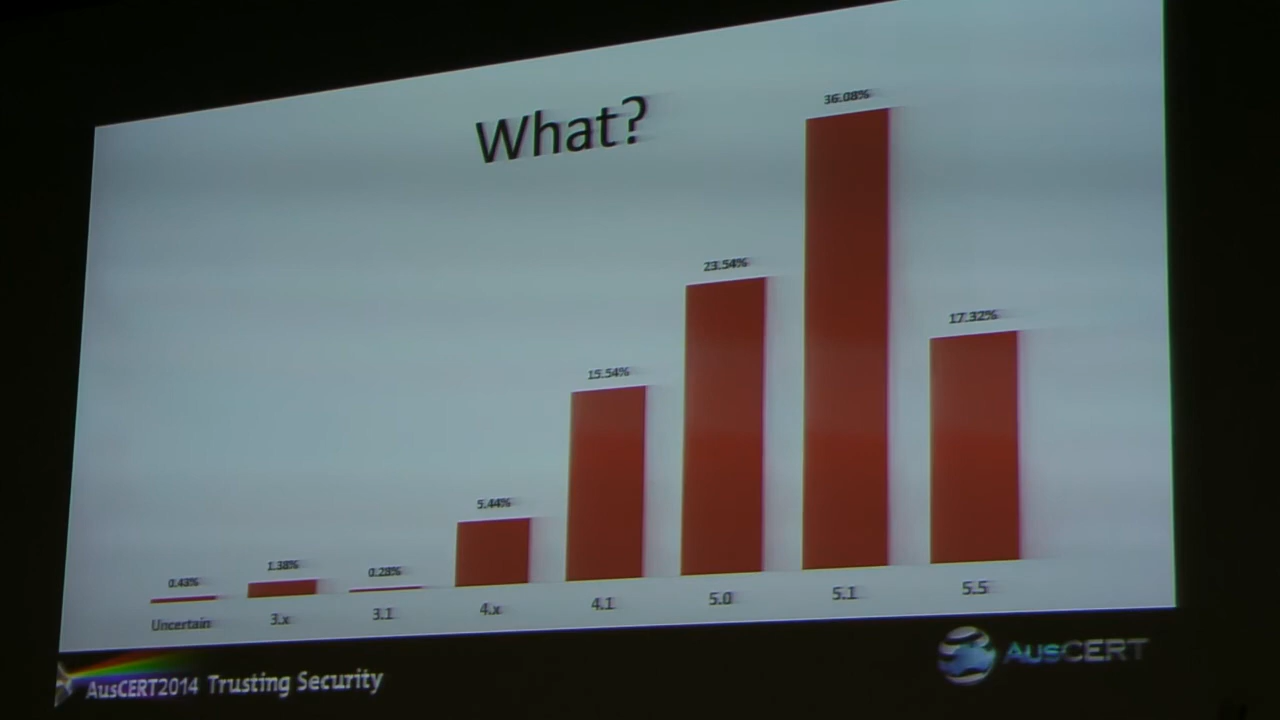 What?
36.08%
23.54%
17.32%
15.54%
5.44%
1.38%
0.28%
0.43%
Uncertain 3.x 3.1 4.x 4.1 5.0 5.1 5.5
AusCERT2014 Trusting Security
AusCERT